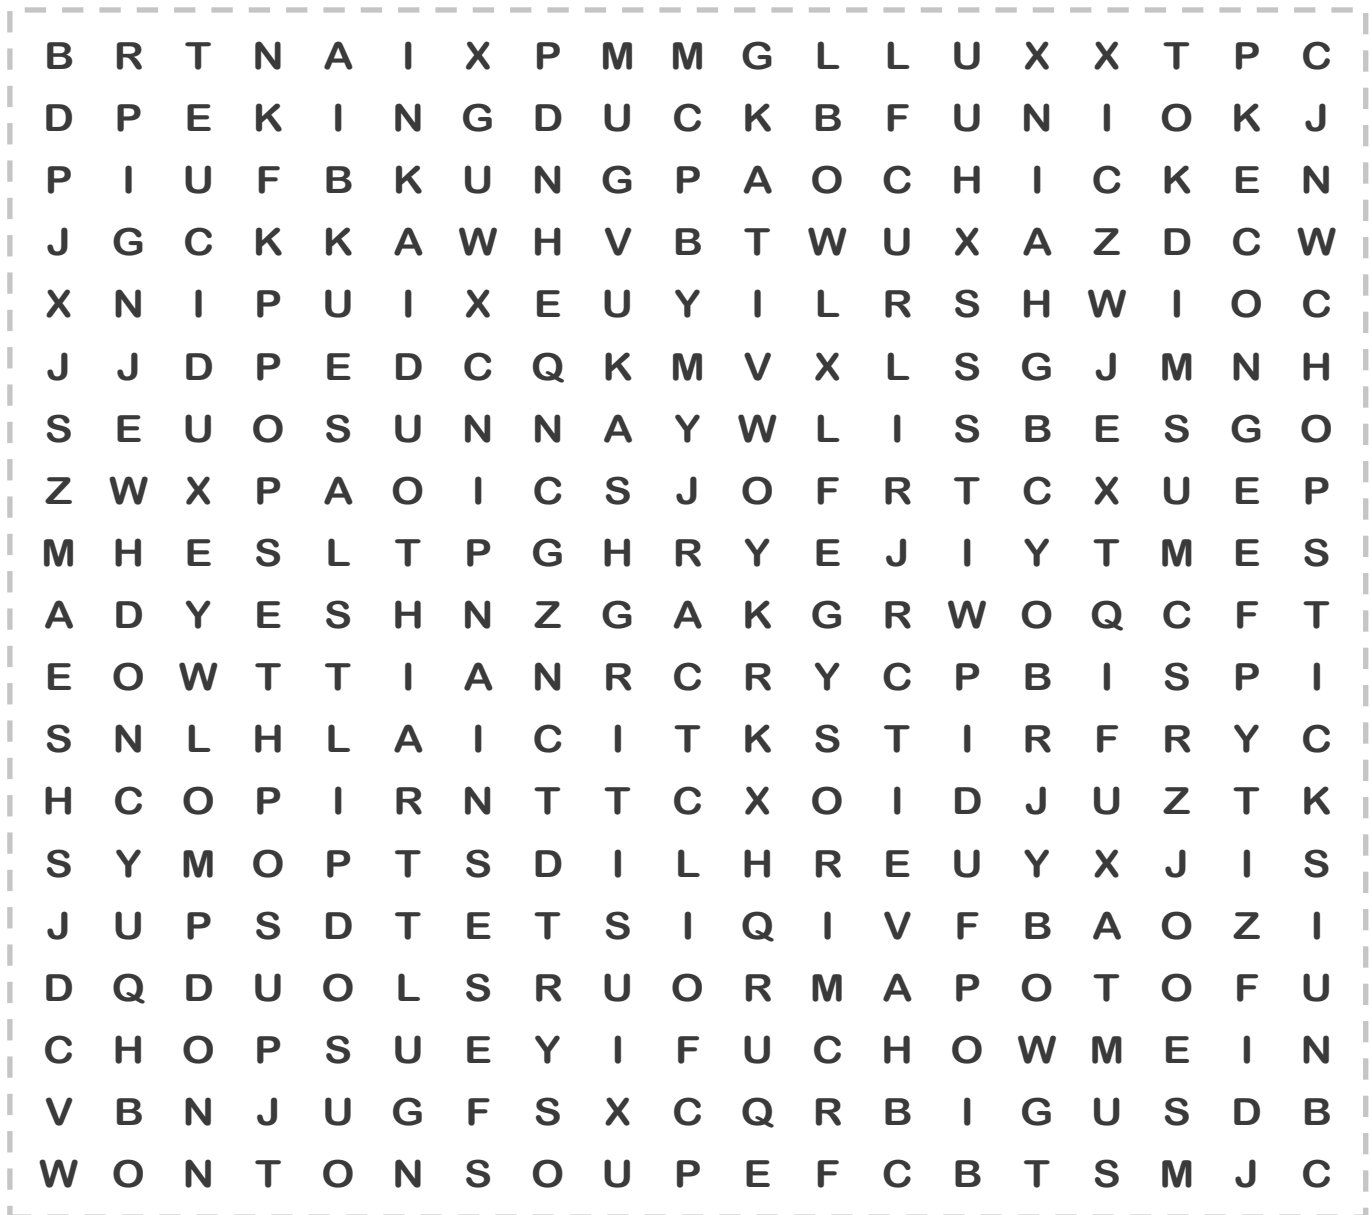 B R T N A I X P M M G L L U X X T P C
D P E K I N G D U C K B F U N I O K J
P I U F B K U N G P A O C H I C K E N
J G C K K A W H V B T W U X A Z D C W
X N I P U I X E U Y I L R S H W I O C
J J D P E D C Q K M V X L S G J M N H
S E U O S U N N A Y W L I S B E S G O
Z W X P A O I C S J O F R T C X U E P
M H E S L T P G H R Y E J I Y T M E S
A D Y E S H N Z G A K G R W O Q C F T
E O W T T I A N R C R Y C P B I S P I
S N L H L A I C I T K S T I R F R Y C
H C O P I R N T T C X O I D J U Z T K
S Y M O P T S D I L H R E U Y X J I S
J U P S D T E T S I Q I V F B A O Z I
D Q D U O L S R U O R M A P O T O F U
C H O P S U E Y I F U C H O W M E I N
V B N J U G F S X C Q R B I G U S D B
W O N T O N S O U P E F C B T S M J C